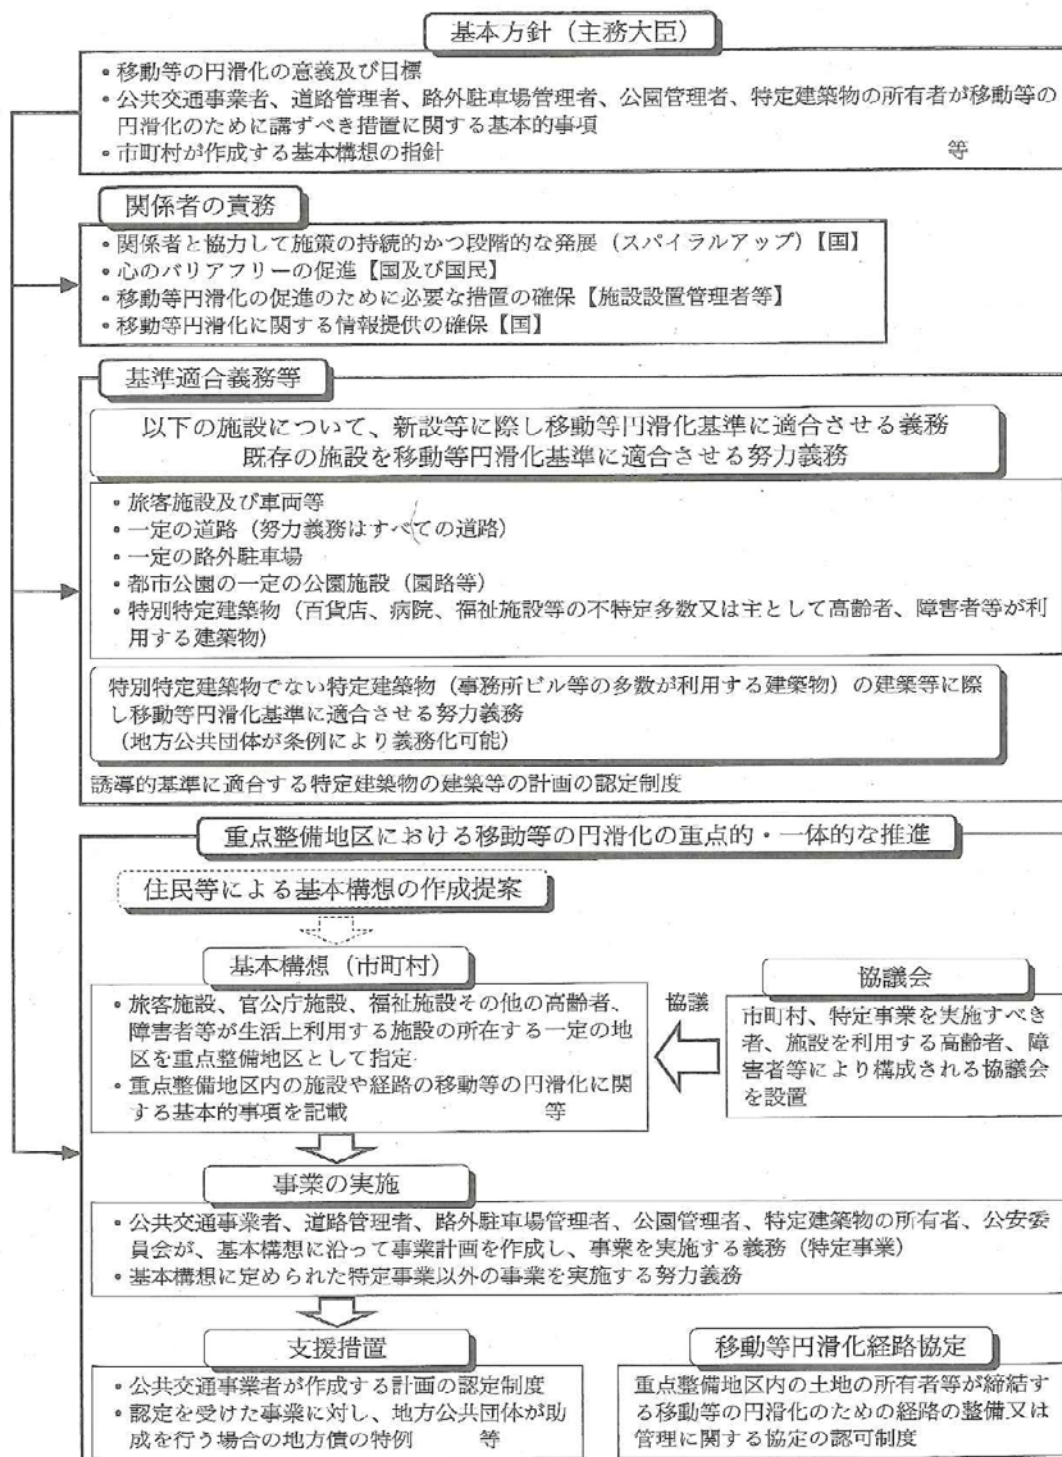 基本方針（主務大臣）
・移動等の円滑化の意義及び目標
・公共交通事業者、道路管理者、路外駐車場管理者、公園管理者、特定建築物の所有者が移動等の
円滑化のために講ずべき措置に関する基本的事項
・市町村が作成する基本構想の指針　等
関係者の責務
・関係者と協力して施策の持続的かつ段階的な発展（スパイラルアップ）【国】
・心のバリアフリーの促進【国及び国民】
・移動等円滑化の促進のために必要な措置の確保【施設設置管理者等】
・移動等円滑化に関する情報提供の確保【国】
基準適合義務等
以下の施設について、新設等に際し移動等円滑化基準に適合させる義務
既存の施設を移動等円滑化基準に適合させる努力義務
・旅客施設及び車両等
・一定の道路（努力義務はすべての道路）
・一定の路外駐車場
・都市公園の一定の公園施設（園路等）
・特別特定建築物（百貨店、病院、福祉施設等の不特定多数又は主として高齢者、障害者等が利
用する建築物）
特別特定建築物でない特定建築物（事務所ビル等の多数が利用する建築物）の建築等に際
し移動等円滑化基準に適合させる努力義務
（地方公共団体が条例により義務化可能）
誘導的基準に適合する特定建築物の建築等の計画の認定制度
重点整備地区における移動等の円滑化の重点的・一体的な推進
住民等による基本構想の作成提案
基本構想（市町村）
・旅客施設、官公庁施設、福祉施設その他の高齢者、
障害者等が生活上利用する施設の所在する一定の地
区を重点整備地区として指定
・重点整備地区内の施設や経路の移動等の円滑化に関
する基本的事項を記載　等
協議
協議会
市町村、特定事業を実施すべき
者、施設を利用する高齢者、障
害者等により構成される協議会
を設置
事業の実施
・公共交通事業者、道路管理者、路外駐車場管理者、公園管理者、特定建築物の所有者、公安委
員会が、基本構想に沿って事業計画を作成し、事業を実施する義務（特定事業）
・基本構想に定められた特定事業以外の事業を実施する努力義務
支援措置
・公共交通事業者が作成する計画の認定制度
・認定を受けた事業に対し、地方公共団体が助
成を行う場合の地方債の特例　等
移動等円滑化経路協定
重点整備地区内の土地の所有者等が締結す
る移動等の円滑化のための経路の整備又は
管理に関する協定の認可制度